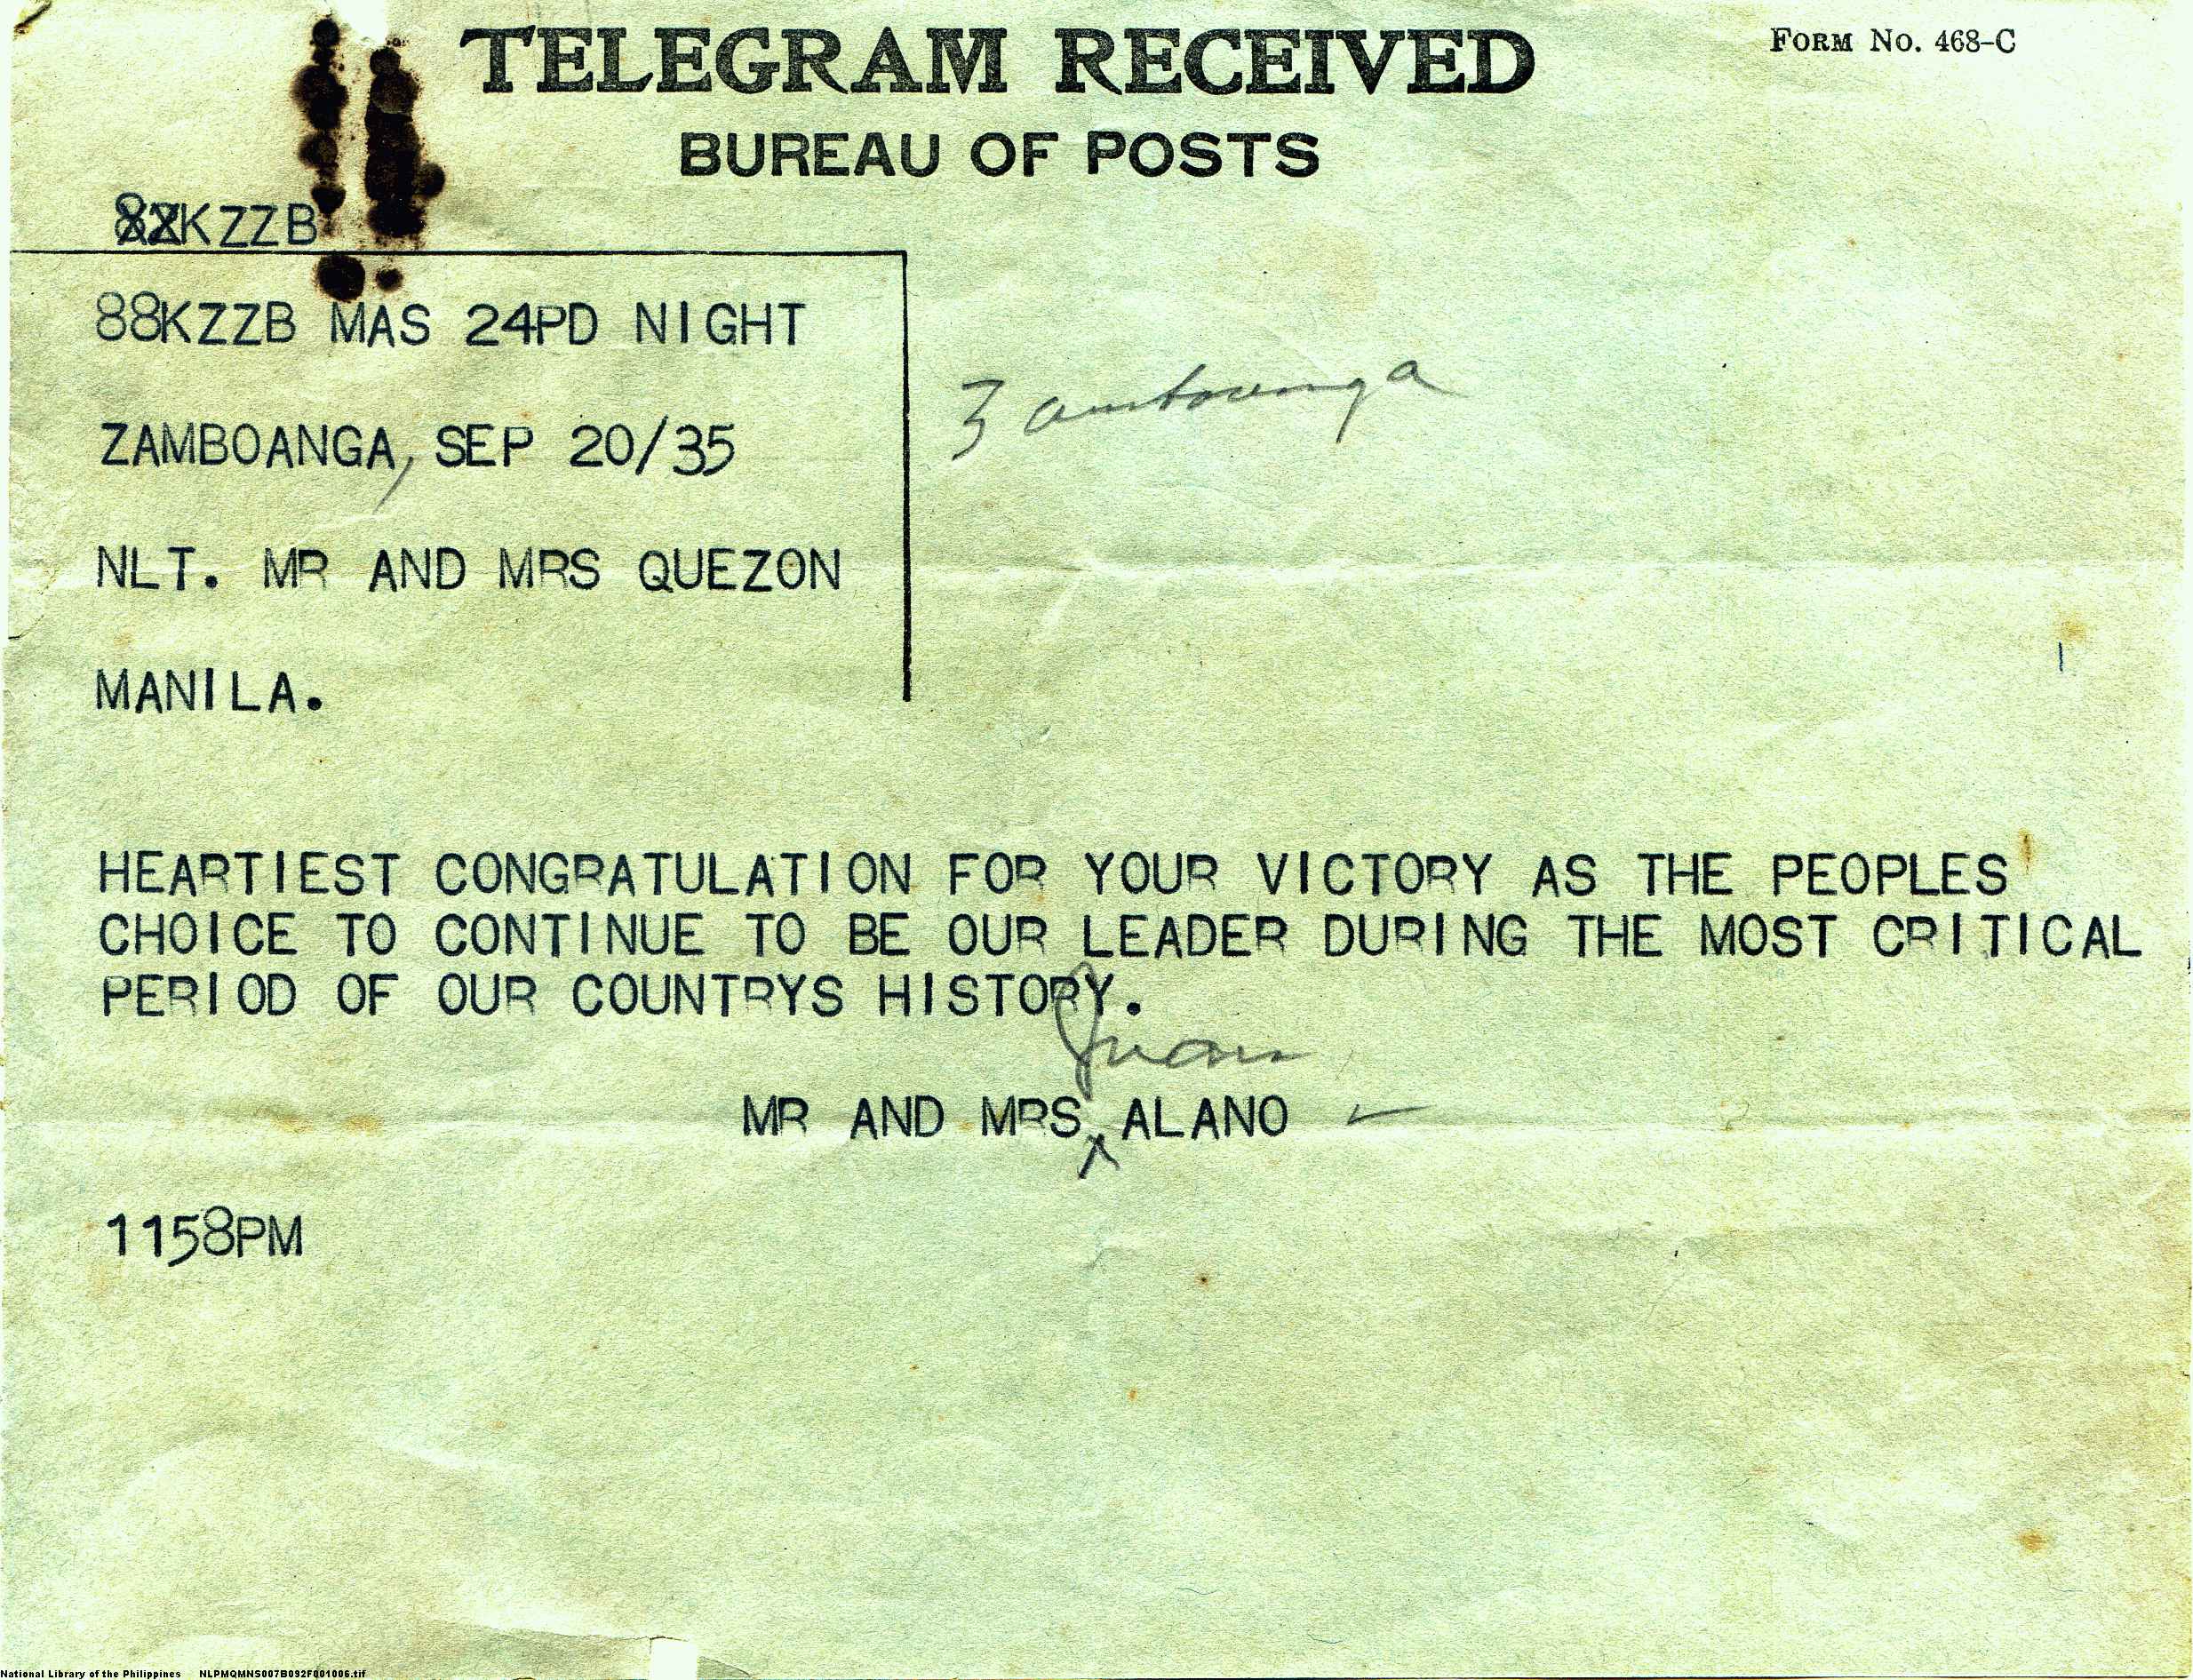 TELEGRAM RECEIVED
FORM NO. 468-C
BUREAU OF POSTS
KZZB
88KZZB MAS 24PD NIGHT
ZAMBOANGA, SEP 20/35
Zamboanga
NLT. MR AND MRS QUEZON
MANILA.
HEARTIEST CONGRATULATION FOR YOUR VICTORY AS THE PEOPLES
CHOICE TO CONTINUE TO BE OUR LEADER DURING THE MOST CRITICAL
PERIOD OF OUR COUNTRYS HISTORY.
Juan
MR AND MRS ALANO
1158PM
National Library of the Philippines NLPMQMNS007B092F001006.tif